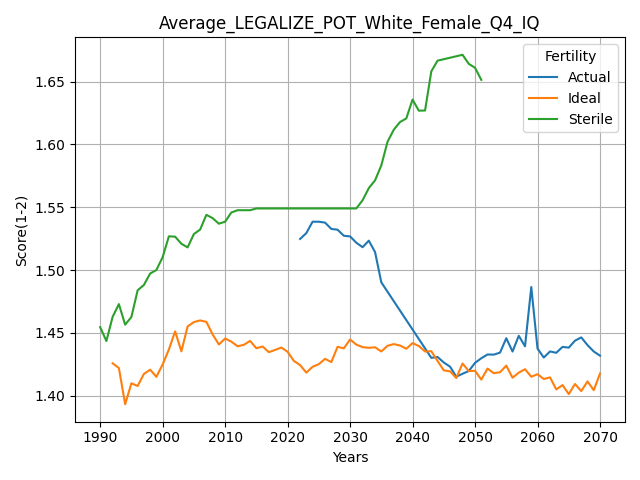 Average_LEGALIZE_POT_White_Female_Q4_IQ
Fertility
Actual
Ideal
Sterile
Score(1-2)
1.65
1.60
1.55
1.50
1.45
1.40
1990 2000 2010 2020 2030 2040 2050 2060 2070
Years